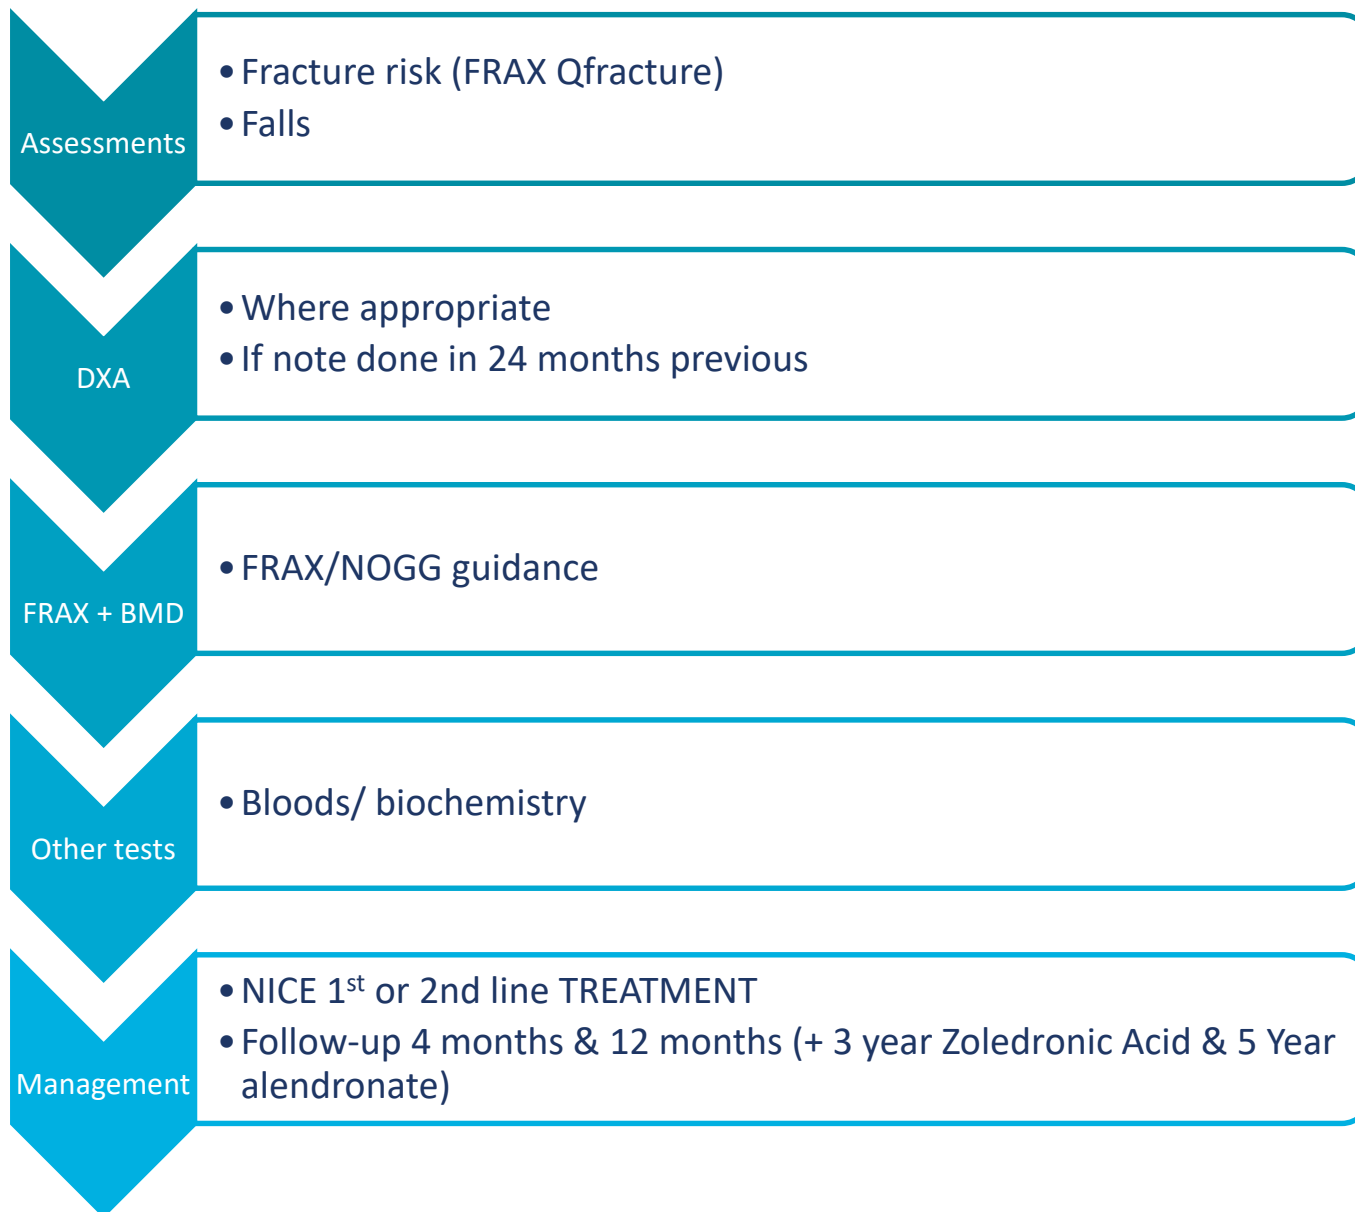 Assessments
• Fracture risk (FRAX Qfracture)
• Falls
DXA
• Where appropriate
• If note done in 24 months previous
FRAX + BMD
• FRAX/NOGG guidance
Other tests
• Bloods/ biochemistry
Management
• NICE 1st or 2nd line TREATMENT
• Follow-up 4 months & 12 months (+ 3 year Zoledronic Acid & 5 Year
alendronate)